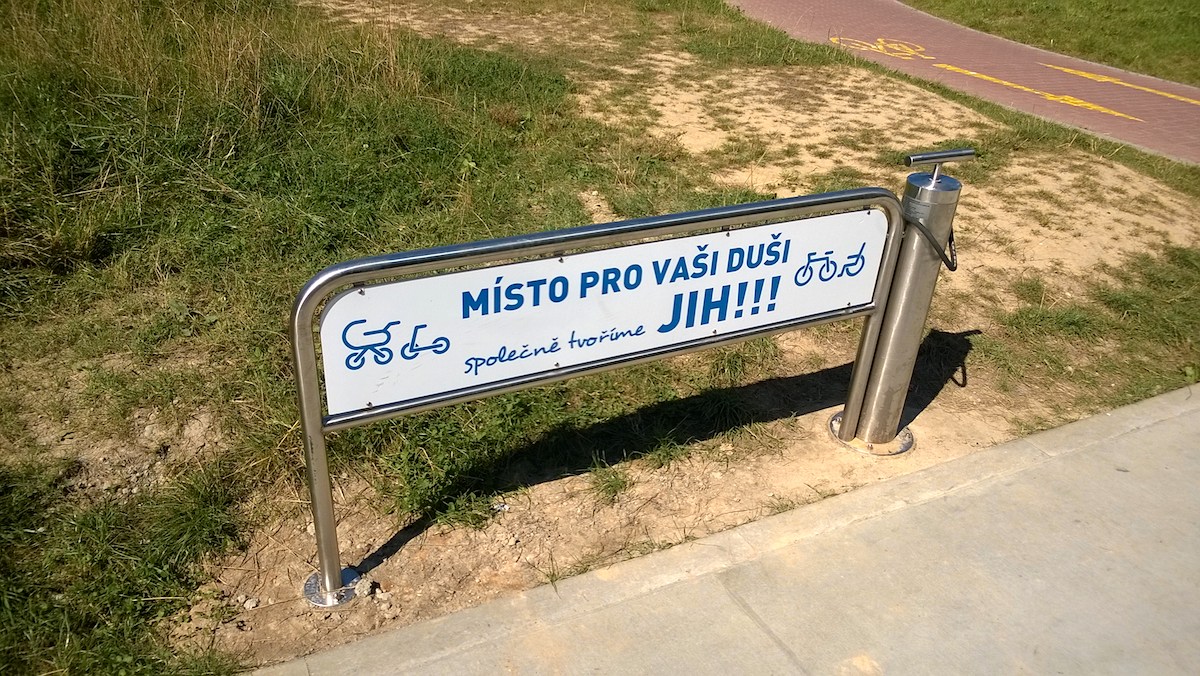 MÍSTO PRO VAŠI DUŠI
společně tvoříme JIH!!!